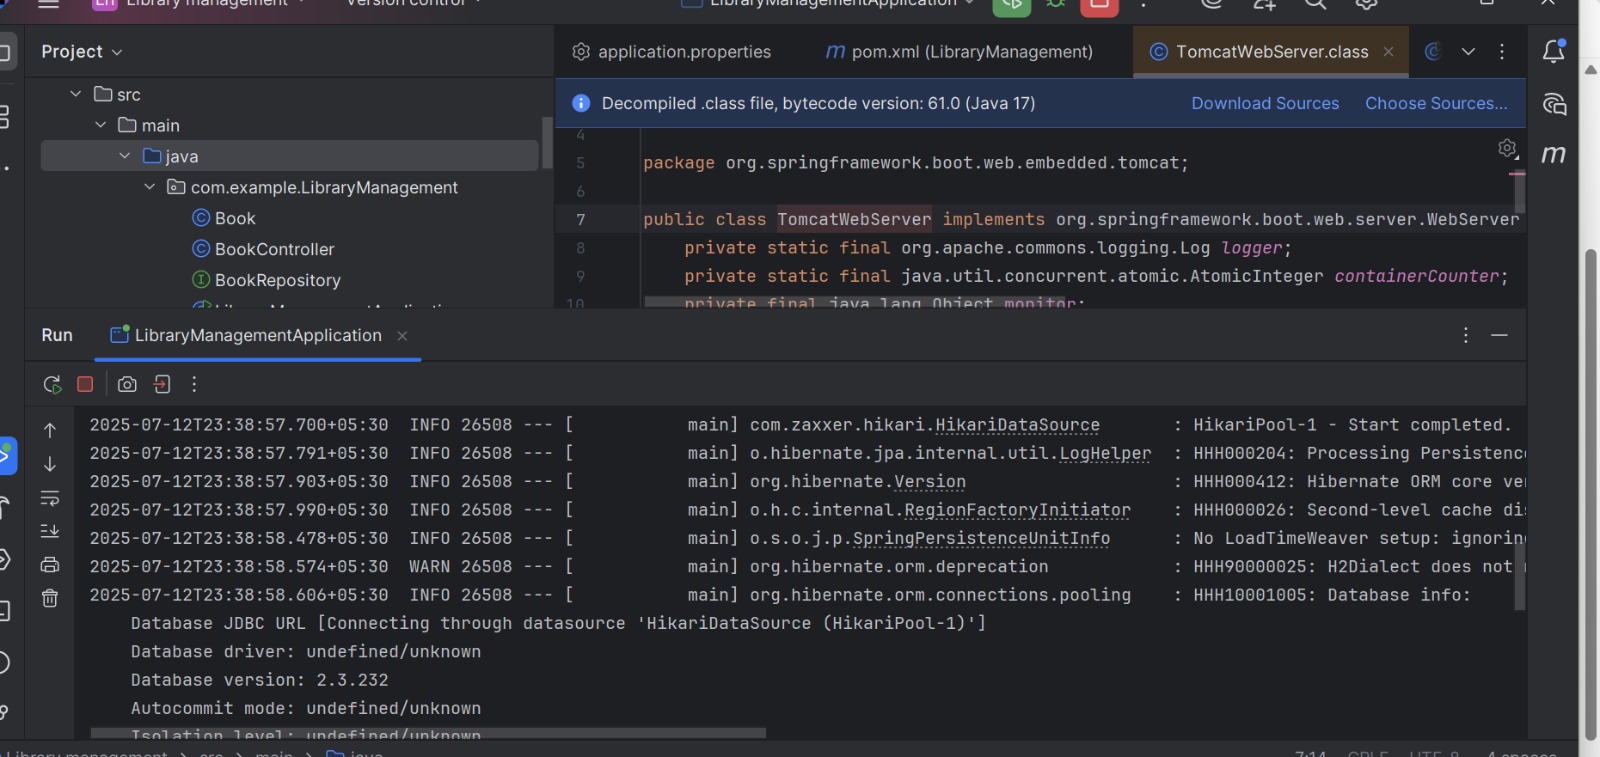 LM Library management
Version control
LibraryManagementApplication
Project
application.properties
m pom.xml (LibraryManagement)
TomcatWebServer.class
src
main
java
com.example.LibraryManagement
Book
BookController
BookRepository
Decompiled .class file, bytecode version: 61.0 (Java 17)
Download Sources
Choose Sources...
4
5 package org.springframework.boot.web.embedded.tomcat;
6
7 public class TomcatWebServer implements org.springframework.boot.web.server.WebServer
8 private static final org.apache.commons.logging.Log logger;
9 private static final java.util.concurrent.atomic.AtomicInteger containerCounter;
10 private final java.lang.Object monitor;
m
Run
LibraryManagementApplication
2025-07-12T23:38:57.700+05:30 INFO 26508 --- [ main] com.zaxxer.hikari.HikariDataSource : HikariPool-1 - Start completed.
2025-07-12T23:38:57.791+05:30 INFO 26508 --- [ main] o.hibernate.jpa.internal.util.LogHelper : HHH000204: Processing Persistenc
2025-07-12T23:38:57.903+05:30 INFO 26508 --- [ main] org.hibernate.Version : HHH000412: Hibernate ORM core ver
2025-07-12T23:38:57.990+05:30 INFO 26508 --- [ main] o.h.c.internal.RegionFactoryInitiator : HHH000026: Second-level cache dis
2025-07-12T23:38:58.478+05:30 INFO 26508 --- [ main] o.s.o.j.p.SpringPersistenceUnitInfo : No LoadTimeWeaver setup: ignorin
2025-07-12T23:38:58.574+05:30 WARN 26508 --- [ main] org.hibernate.orm.deprecation : HHH90000025: H2Dialect does not
2025-07-12T23:38:58.606+05:30 INFO 26508 --- [ main] org.hibernate.orm.connections.pooling : HHH10001005: Database info:
Database JDBC URL [Connecting through datasource 'HikariDataSource (HikariPool-1)']
Database driver: undefined/unknown
Database version: 2.3.232
Autocommit mode: undefined/unknown
Isolation level: undefined/unknown
Library management > src > main > java
7:14 CRLF UTF-8 4 spaces